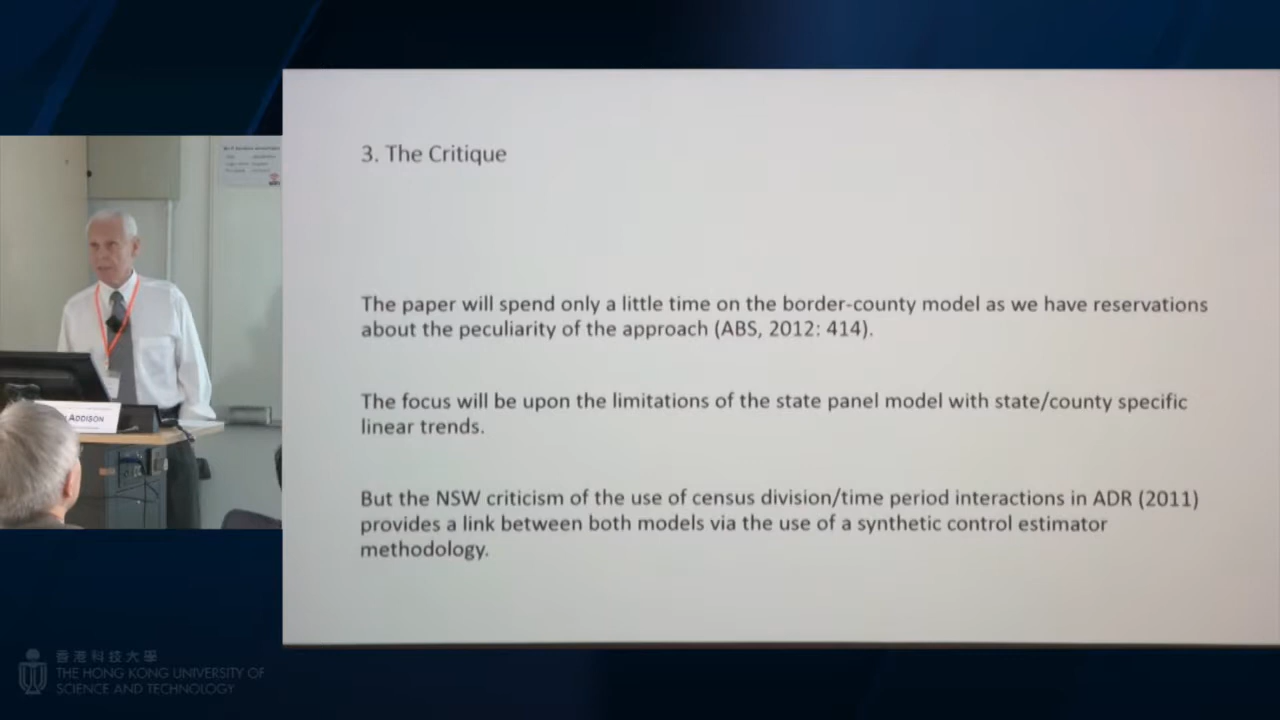 3. The Critique
The paper will spend only a little time on the border-county model as we have reservations
about the peculiarity of the approach (ABS, 2012: 414).
The focus will be upon the limitations of the state panel model with state/county specific
linear trends.
But the NSW criticism of the use of census division/time period interactions in ADR (2011)
provides a link between both models via the use of a synthetic control estimator
methodology.
ADDISON
香港科技大學
THE HONG KONG UNIVERSITY OF
SCIENCE AND TECHNOLOGY